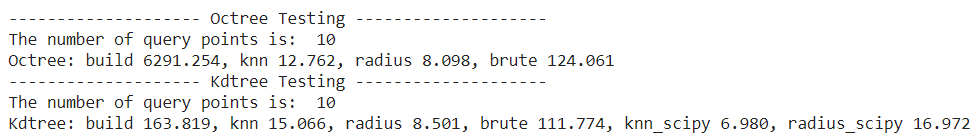 -------------------- Octree Testing --------------------
The number of query points is:  10
Octree: build 6291.254, knn 12.762, radius 8.098, brute 124.061
-------------------- Kdtree Testing --------------------
The number of query points is:  10
Kdtree: build 163.819, knn 15.066, radius 8.501, brute 111.774, knn_scipy 6.980, radius_scipy 16.972